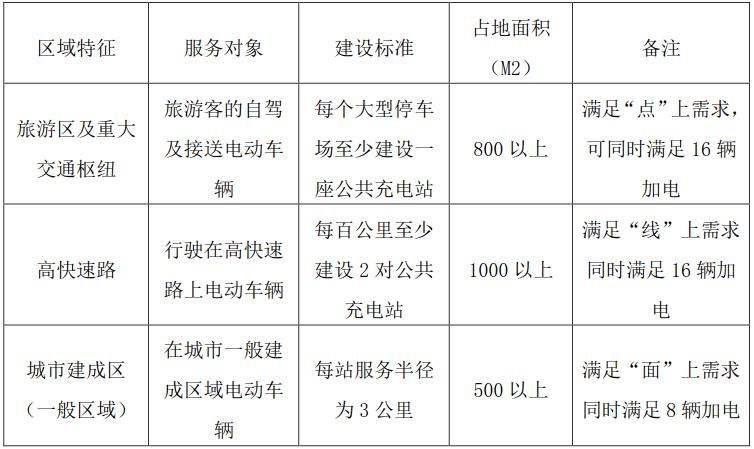 区域特征
服务对象
建设标准
占地面积
（M2）
备注
旅游区及重大
交通枢纽
旅游客的自驾
及接送电动车
辆
每个大型停车
场至少建设一
座公共充电站
800 以上
满足“点”上需求，
可同时满足 16 辆
加电
高快速路
行驶在高快速
路上电动车辆
每百公里至少
建设 2 对公共
充电站
1000 以上
满足“线”上需求
同时满足 16 辆加
电
城市建成区
（一般区域）
在城市一般建
成区域电动车
辆
每站服务半径
为 3 公里
500 以上
满足“面”上需求
同时满足 8 辆加电